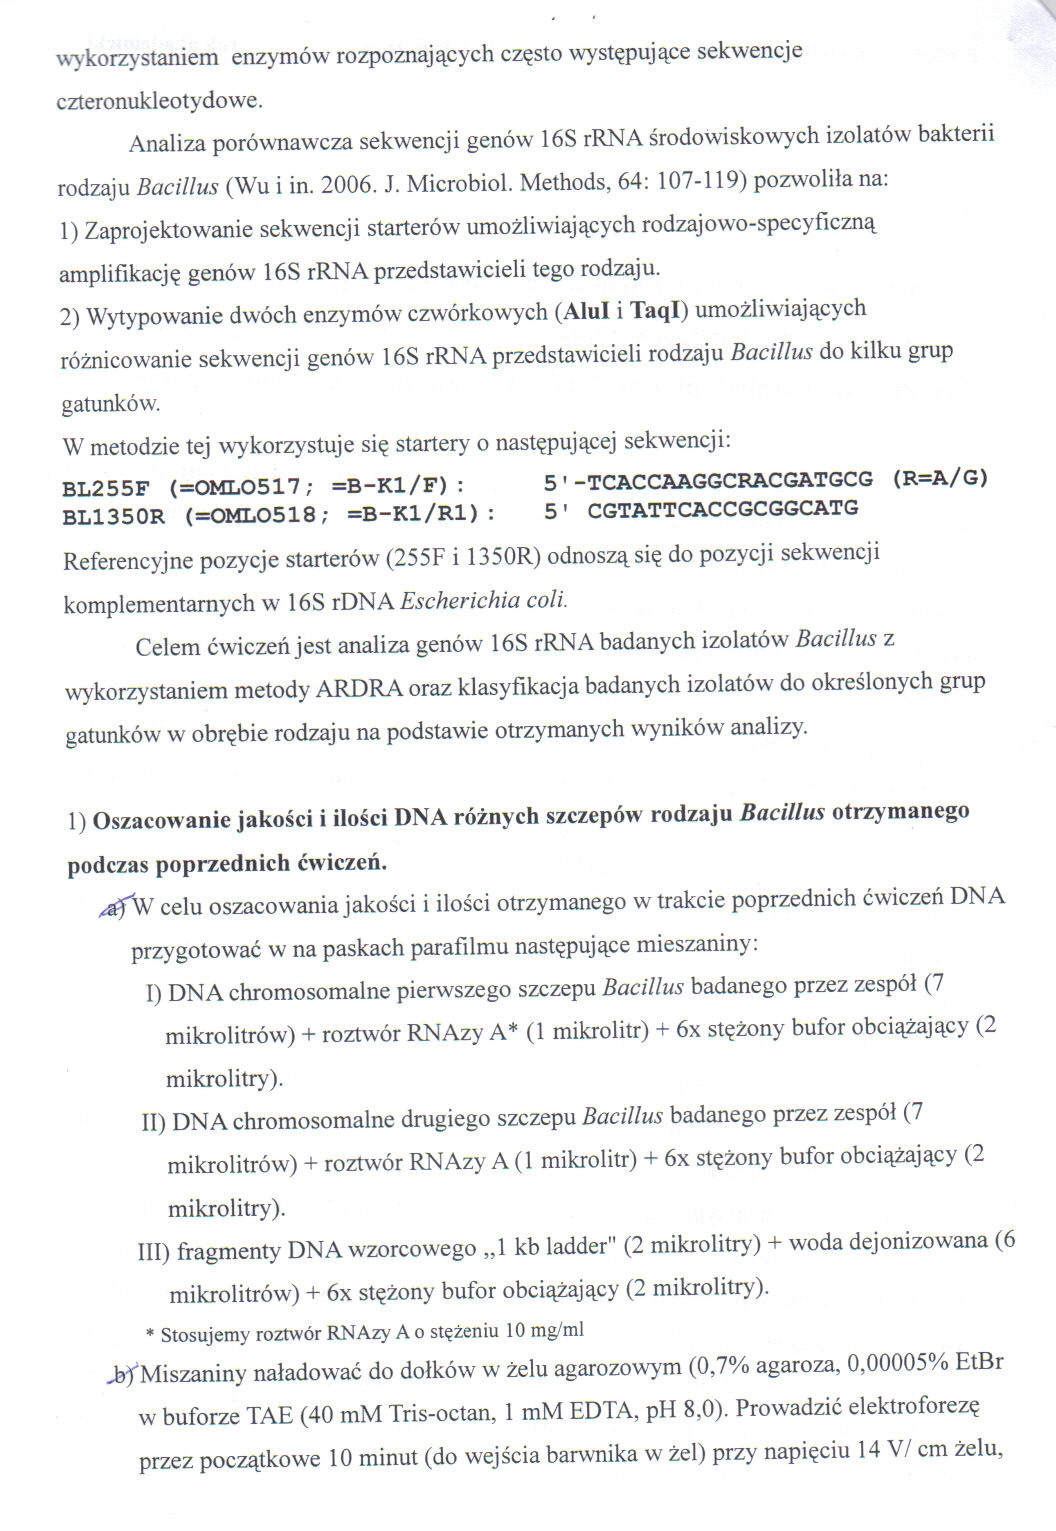 wykorzystaniem enzymów rozpoznających często występujące sekwencje
czteronukleotydowe.
Analiza porównawcza sekwencji genów 16S rRNA środowiskowych izolatów bakterii
rodzaju Bacillus (Wu i in. 2006. J. Microbiol. Methods, 64: 107-119) pozwoliła na:
1) Zaprojektowanie sekwencji starterów umożliwiających rodzajowo-specyficzną
amplifikację genów 16S rRNA przedstawicieli tego rodzaju.
2) Wytypowanie dwóch enzymów czwórkowych (AluI i TaqI) umożliwiających
różnicowanie sekwencji genów 16S rRNA przedstawicieli rodzaju Bacillus do kilku grup
gatunków.
W metodzie tej wykorzystuje się startery o następującej sekwencji:
BL255F (=OMLO517; =B-K1/F): 5'-TCACCAAGGCRACGATGCG (R=A/G)
BL1350R (=OMLO518; =B-K1/R1): 5' CGTATTCACCGCGGCATG
Referencyjne pozycje starterów (255F i 1350R) odnoszą się do pozycji sekwencji
komplementarnych w 16S rDNA Escherichia coli.
Celem ćwiczeń jest analiza genów 16S rRNA badanych izolatów Bacillus z
wykorzystaniem metody ARDRA oraz klasyfikacja badanych izolatów do określonych grup
gatunków w obrębie rodzaju na podstawie otrzymanych wyników analizy.
1) Oszacowanie jakości i ilości DNA różnych szczepów rodzaju Bacillus otrzymanego
podczas poprzednich ćwiczeń.
a) W celu oszacowania jakości i ilości otrzymanego w trakcie poprzednich ćwiczeń DNA
przygotować w na paskach parafilmu następujące mieszaniny:
I) DNA chromosomalne pierwszego szczepu Bacillus badanego przez zespół (7
mikrolitrów) + roztwór RNAzy A* (1 mikrolitr) + 6x stężony bufor obciążający (2
mikrolitry).
II) DNA chromosomalne drugiego szczepu Bacillus badanego przez zespół (7
mikrolitrów) + roztwór RNAzy A (1 mikrolitr) + 6x stężony bufor obciążający (2
mikrolitry).
III) fragmenty DNA wzorcowego „1 kb ladder" (2 mikrolitry) + woda dejonizowana (6
mikrolitrów) + 6x stężony bufor obciążający (2 mikrolitry).
* Stosujemy roztwór RNAzy A o stężeniu 10 mg/ml
b) Miszaniny naładować do dołków w żelu agarozowym (0,7% agaroza, 0,00005% EtBr
w buforze TAE (40 mM Tris-octan, 1 mM EDTA, pH 8,0). Prowadzić elektroforezę
przez początkowe 10 minut (do wejścia barwnika w żel) przy napięciu 14 V/ cm żelu,